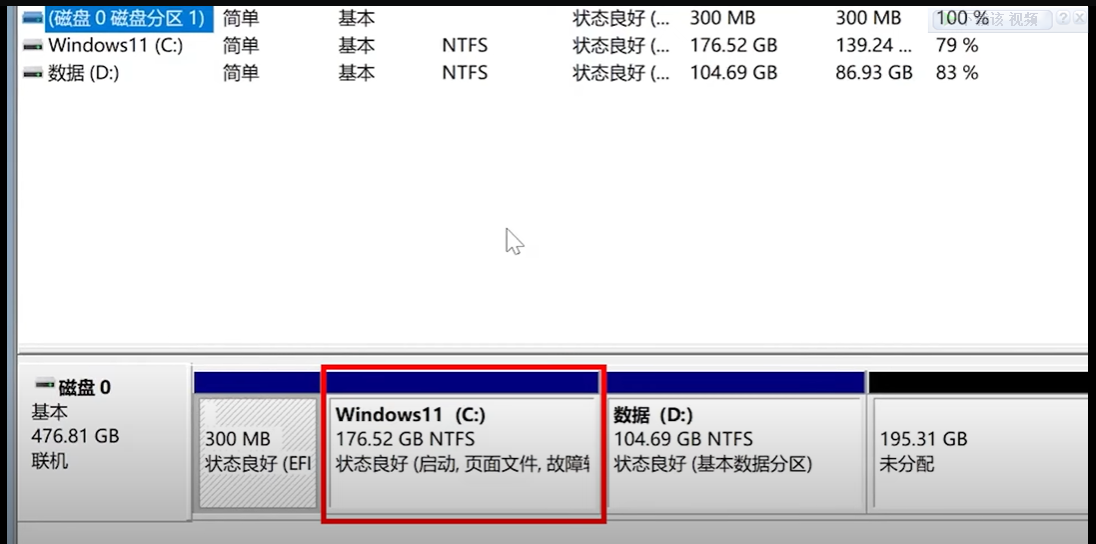 (磁盘 0 磁盘分区 1) 简单 基本 状态良好 (... 300 MB 300 MB 100 %
Windows11 (C:) 简单 基本 NTFS 状态良好 (... 176.52 GB 139.24 ... 79 %
数据 (D:) 简单 基本 NTFS 状态良好 (... 104.69 GB 86.93 GB 83 %
该 视频
磁盘 0
基本
476.81 GB
联机
300 MB
状态良好 (EFI
Windows11 (C:)
176.52 GB NTFS
状态良好 (启动, 页面文件, 故障
数据 (D:)
104.69 GB NTFS
状态良好 (基本数据分区)
195.31 GB
未分配